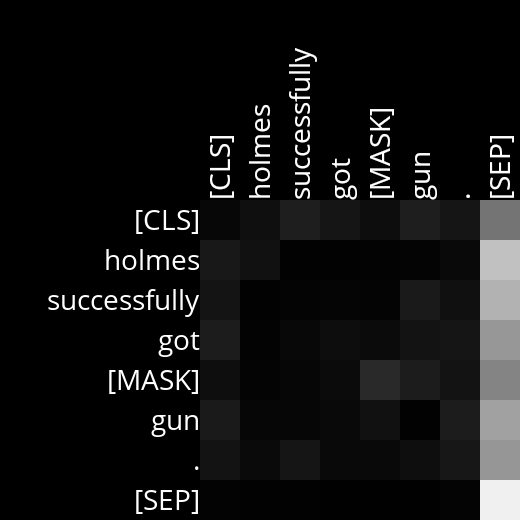 [CLS]
holmes
successfully
got
[MASK]
gun
.
[SEP]
[CLS]
holmes
successfully
got
[MASK]
gun
.
[SEP]